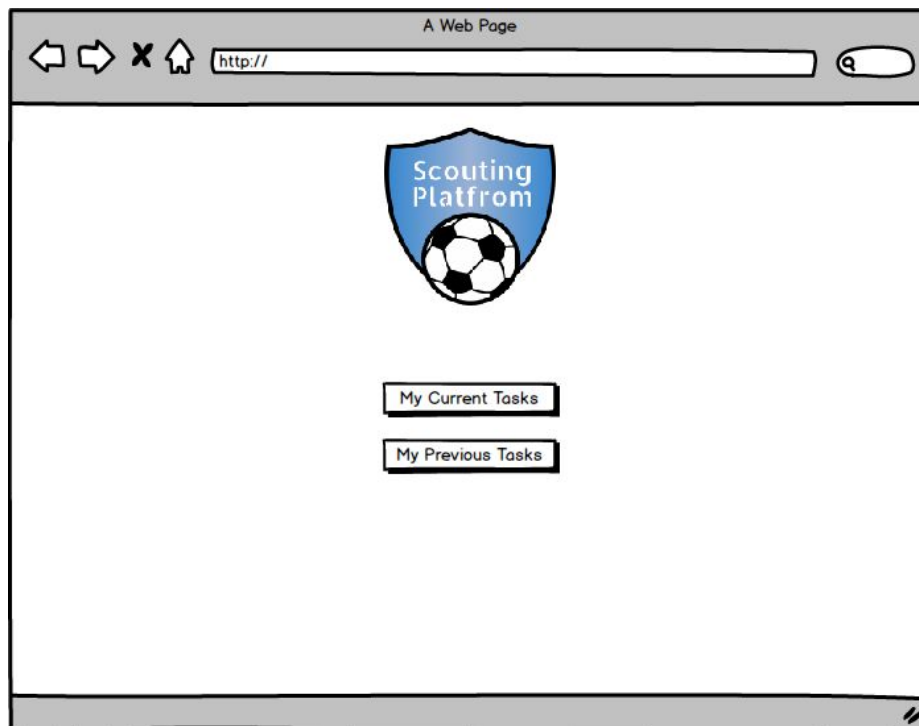 A Web Page
http://
Scouting
Platfrom
My Current Tasks
My Previous Tasks